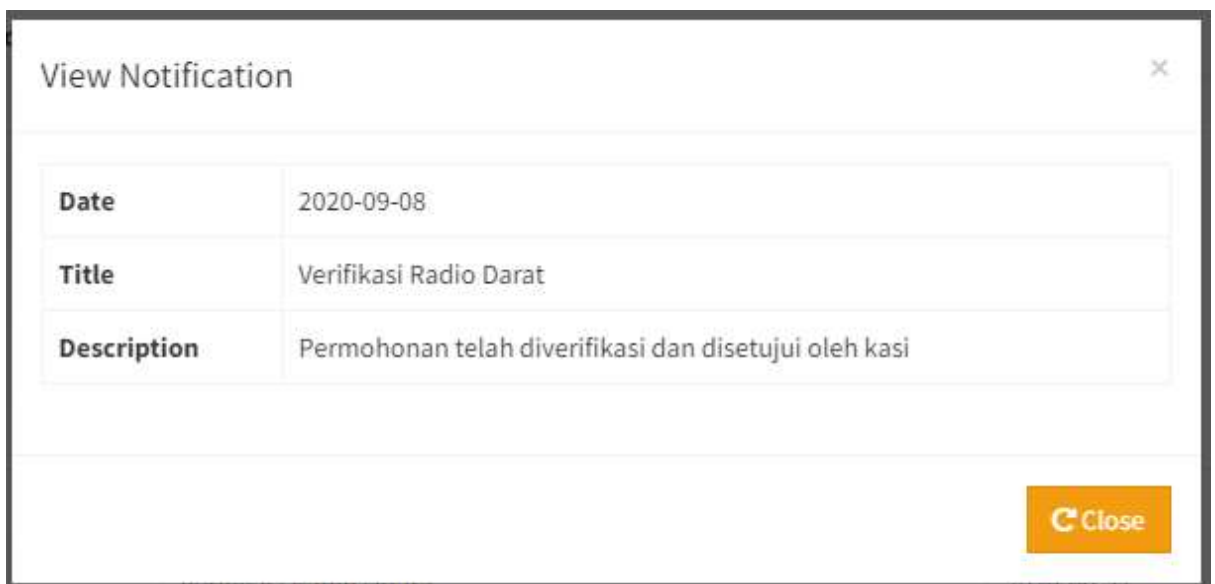 View Notification
×
Date 2020-09-08
Title Verifikasi Radio Darat
Description Permohonan telah diverifikasi dan disetujui oleh kasi
Close